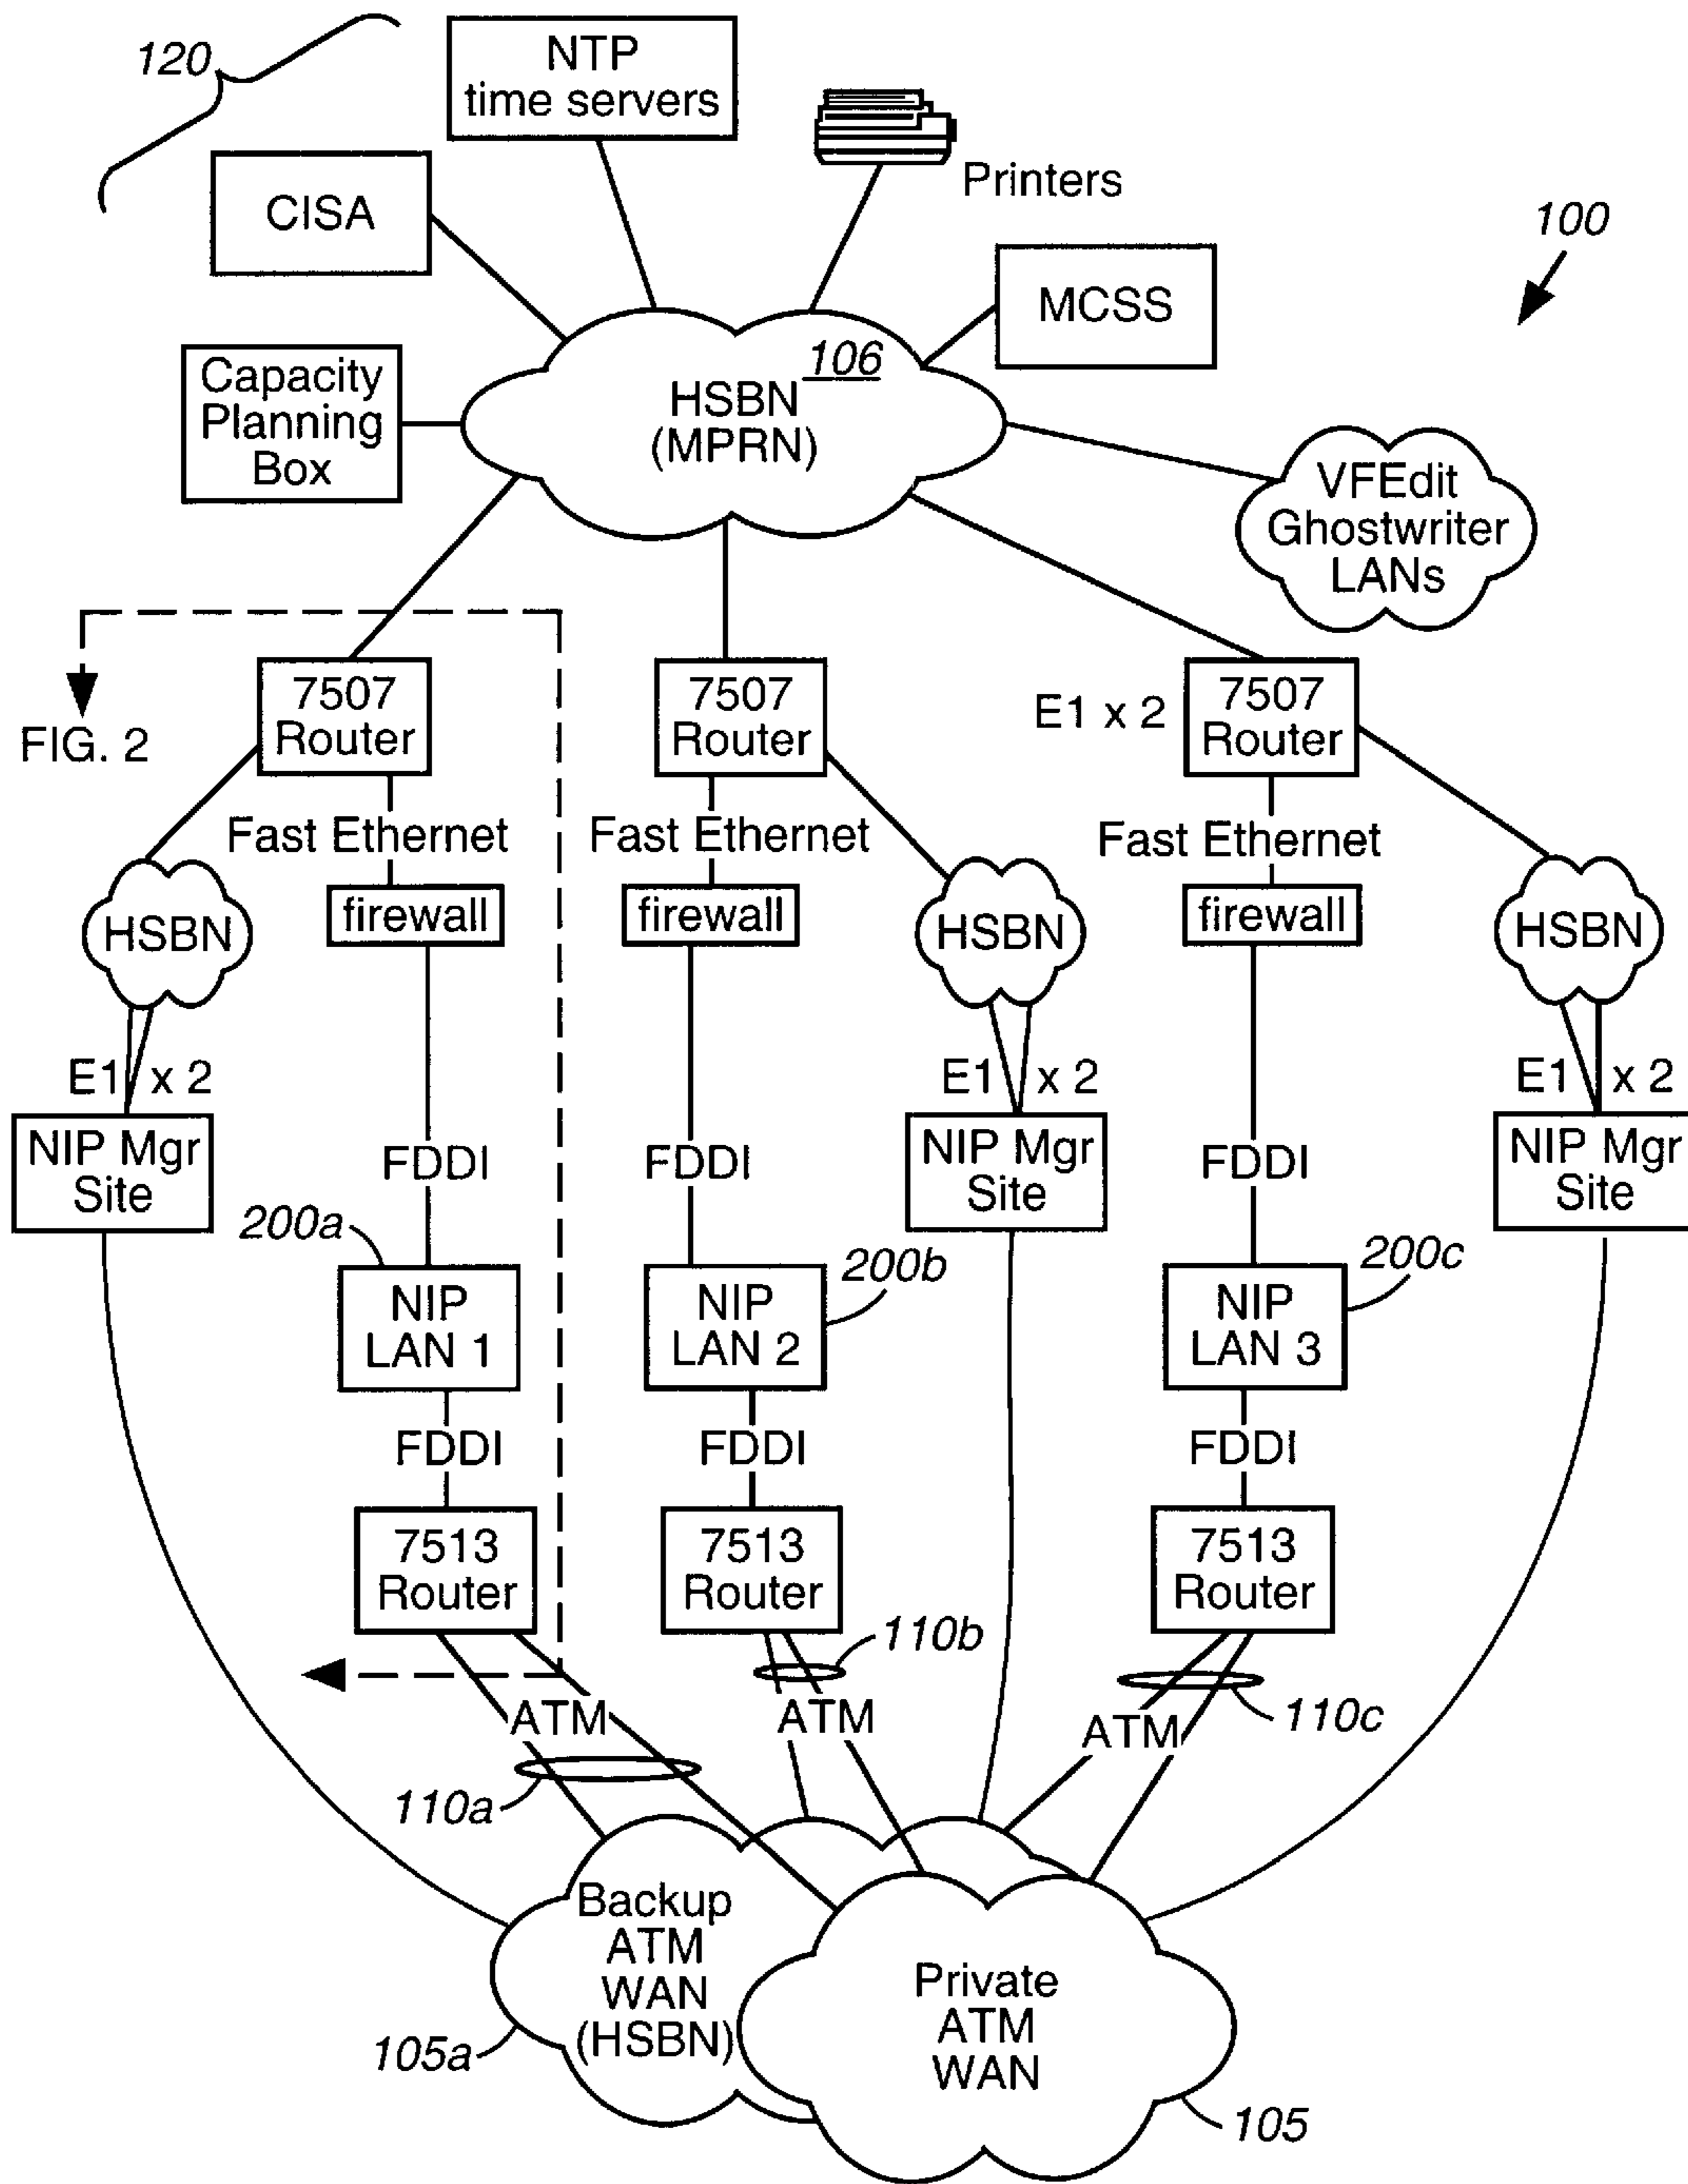 120
NTP
time servers
Printers
CISA
100
MCSS
Capacity
Planning
Box
106
HSBN
(MPRN)
VFEdit
Ghostwriter
LANs
FIG. 2
7507
Router
7507
Router
E1 x 2
7507
Router
Fast Ethernet
Fast Ethernet
Fast Ethernet
HSBN
firewall
firewall
HSBN
firewall
HSBN
E1 x 2
E1 x 2
E1 x 2
NIP Mgr
Site
FDDI
FDDI
NIP Mgr
Site
FDDI
NIP Mgr
Site
200a
200b
200c
NIP
LAN 1
NIP
LAN 2
NIP
LAN 3
FDDI
FDDI
FDDI
7513
Router
7513
Router
7513
Router
110b
110c
ATM
ATM
ATM
110a
Backup
ATM
WAN
(HSBN)
Private
ATM
WAN
105a
105